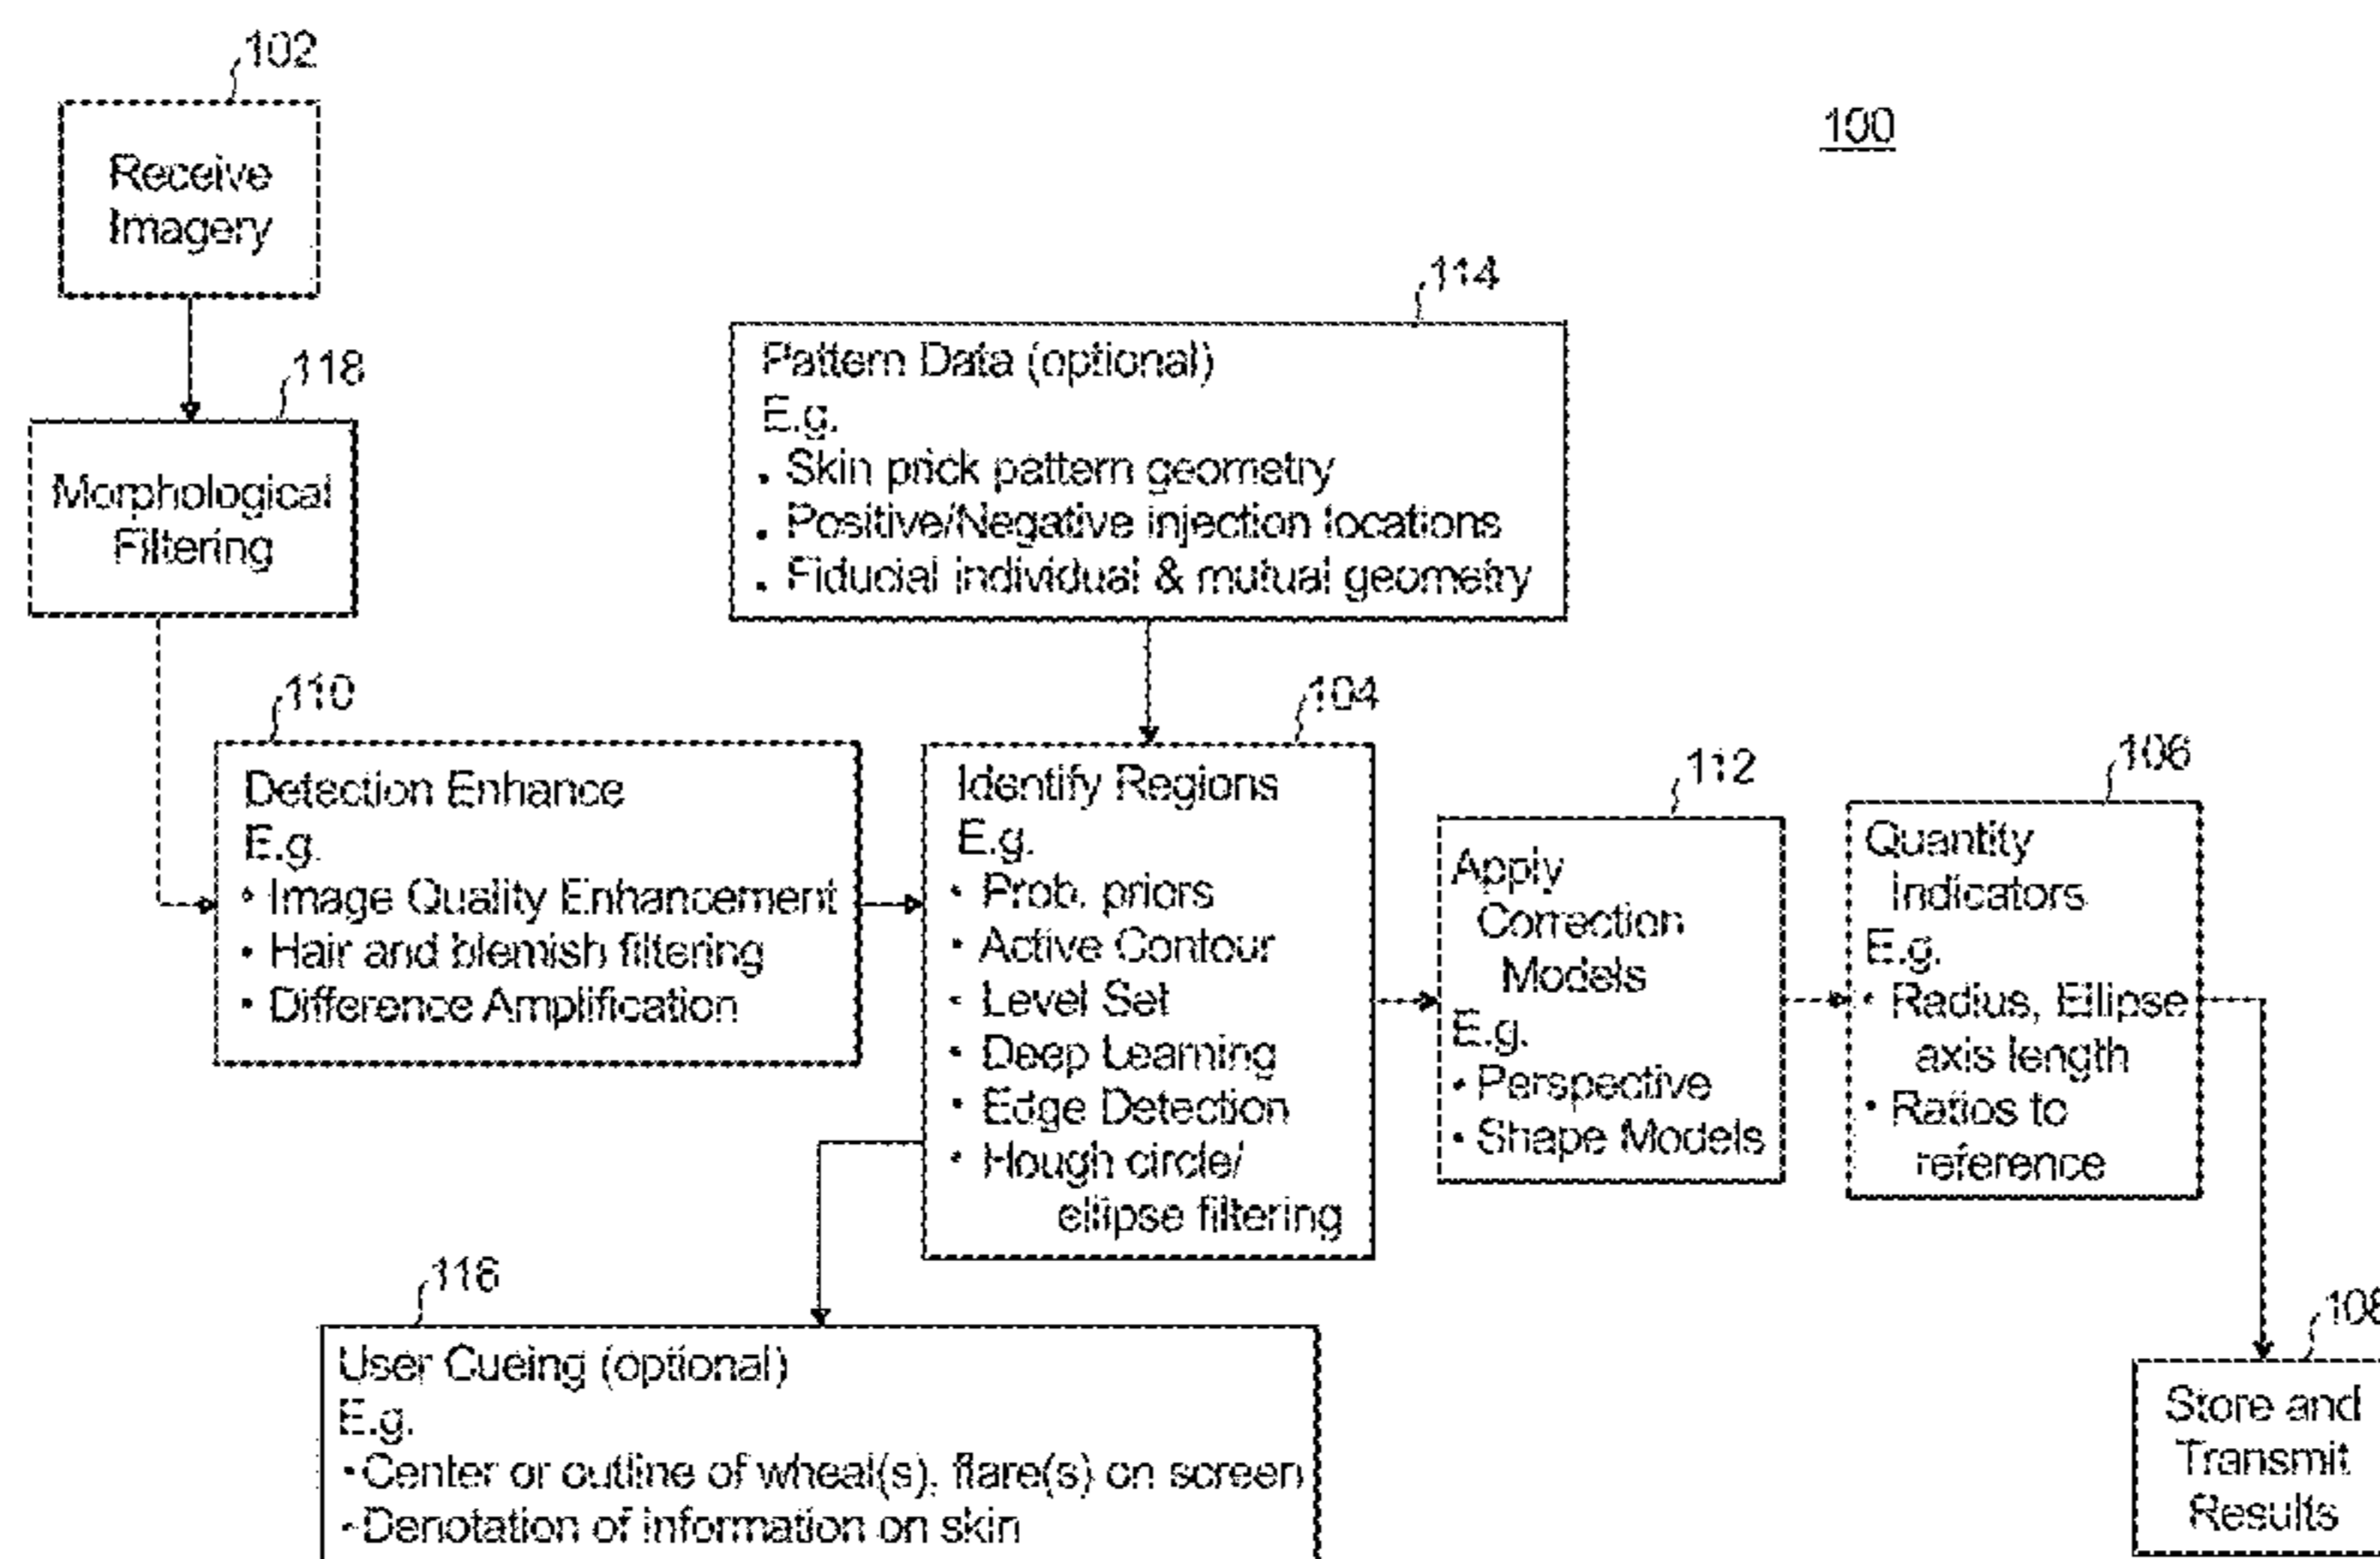 102
100
Receive
Imagery
114
118
Pattern Data (optional)
E.g.
• Skin prick pattern geometry
• Positive/Negative injection locations
• Fiducial individual & mutual geometry
Morphological
Filtering
110
104
112
106
Detection Enhance
E.g.
• Image Quality Enhancement
• Hair and blemish filtering
• Difference Amplification
Identify Regions
E.g.
• Prob. priors
• Active Contour
• Level Set
• Deep Learning
• Edge Detection
• Hough circle/
ellipse filtering
Apply
Correction
Models
E.g.
• Perspective
• Shape Models
Quantity
Indicators
E.g.
• Radius, Ellipse
axis length
• Ratios to
reference
116
108
User Cueing (optional)
E.g.
• Center or outline of wheal(s), flare(s) on screen
- Denotation of information on skin
Store and
Transmit
Results